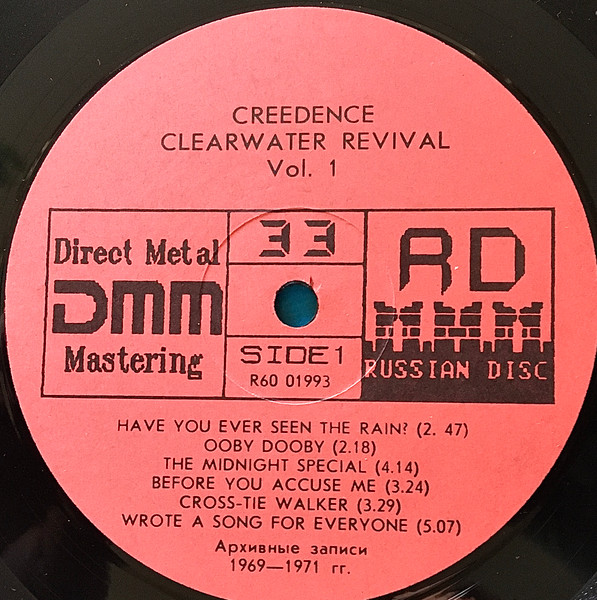 CREEDENCE
CLEARWATER REVIVAL
Vol. 1
Direct Metal
DMM
Mastering
33
SIDE 1
R60 01993
RD
RUSSIAN DISC
HAVE YOU EVER SEEN THE RAIN? (2. 47)
OOBY DOOBY (2.18)
THE MIDNIGHT SPECIAL (4.14)
BEFORE YOU ACCUSE ME (3.24)
CROSS-TIE WALKER (3.29)
WROTE A SONG FOR EVERYONE (5.07)
Архивные записи
1969—1971 гг.